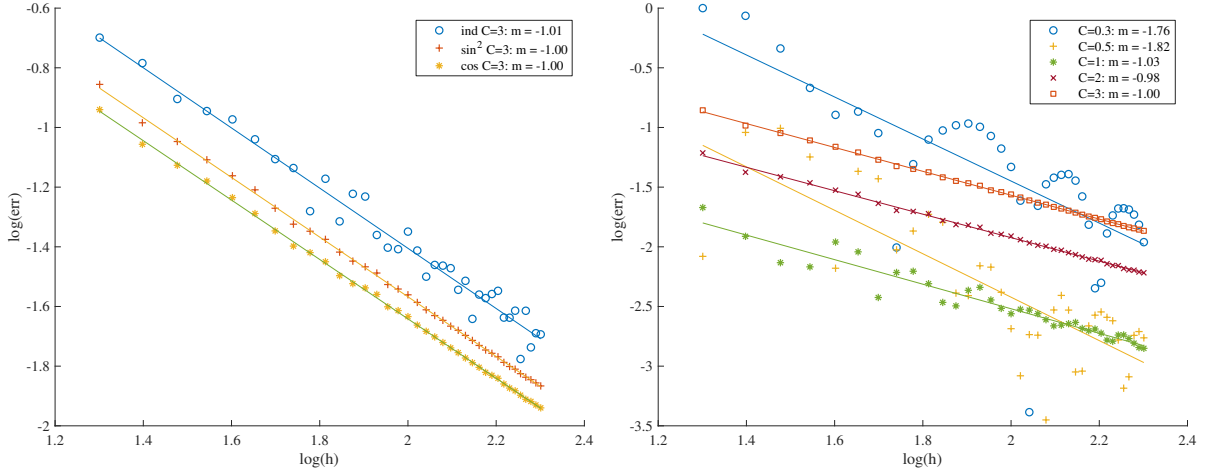 -0.6
-0.8
-1
-1.2
-1.4
-1.6
-1.8
-2
1.2
1.4
1.6
1.8
2
2.2
2.4
log(h)
log(err)
ind C=3: m = -1.01
sin² C=3: m = -1.00
cos C=3: m = -1.00
0
-0.5
-1
-1.5
-2
-2.5
-3
-3.5
1.2
1.4
1.6
1.8
2
2.2
2.4
log(h)
log(err)
C=0.3: m = -1.76
C=0.5: m = -1.82
C=1: m = -1.03
C=2: m = -0.98
C=3: m = -1.00